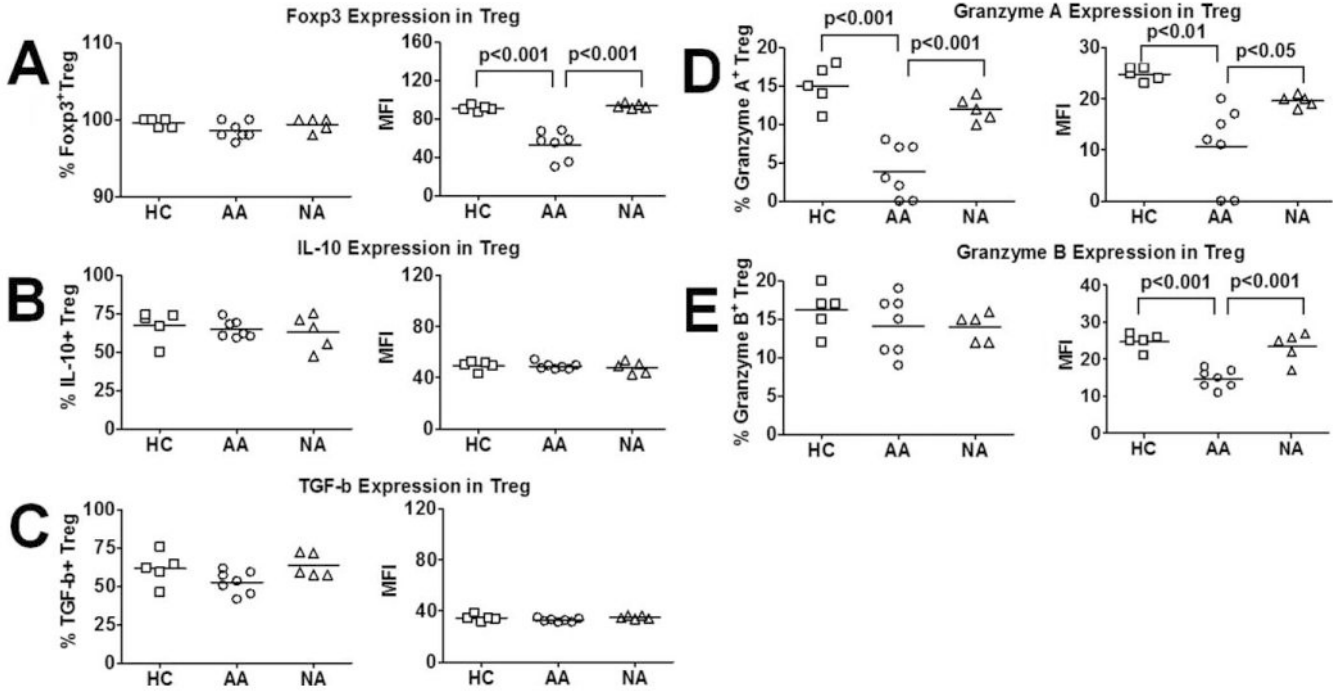 Foxp3 Expression in Treg
A
% Foxp3+Treg
110
100
90
HC AA NA
MFI
160
120
80
40
0
p<0.001 p<0.001
HC AA NA
IL-10 Expression in Treg
B
% IL-10+ Treg
100
75
50
25
0
HC AA NA
MFI
120
80
40
0
HC AA NA
TGF-b Expression in Treg
C
% TGF-b+ Treg
100
75
50
25
0
HC AA NA
MFI
120
80
40
0
HC AA NA
Granzyme A Expression in Treg
D
% Granzyme A+ Treg
20
15
10
5
0
p<0.001
p<0.001
HC AA NA
MFI
30
20
10
0
p<0.01
p<0.05
HC AA NA
Granzyme B Expression in Treg
E
% Granzyme B+ Treg
20
15
10
5
0
HC AA NA
MFI
40
30
20
10
0
p<0.001 p<0.001
HC AA NA